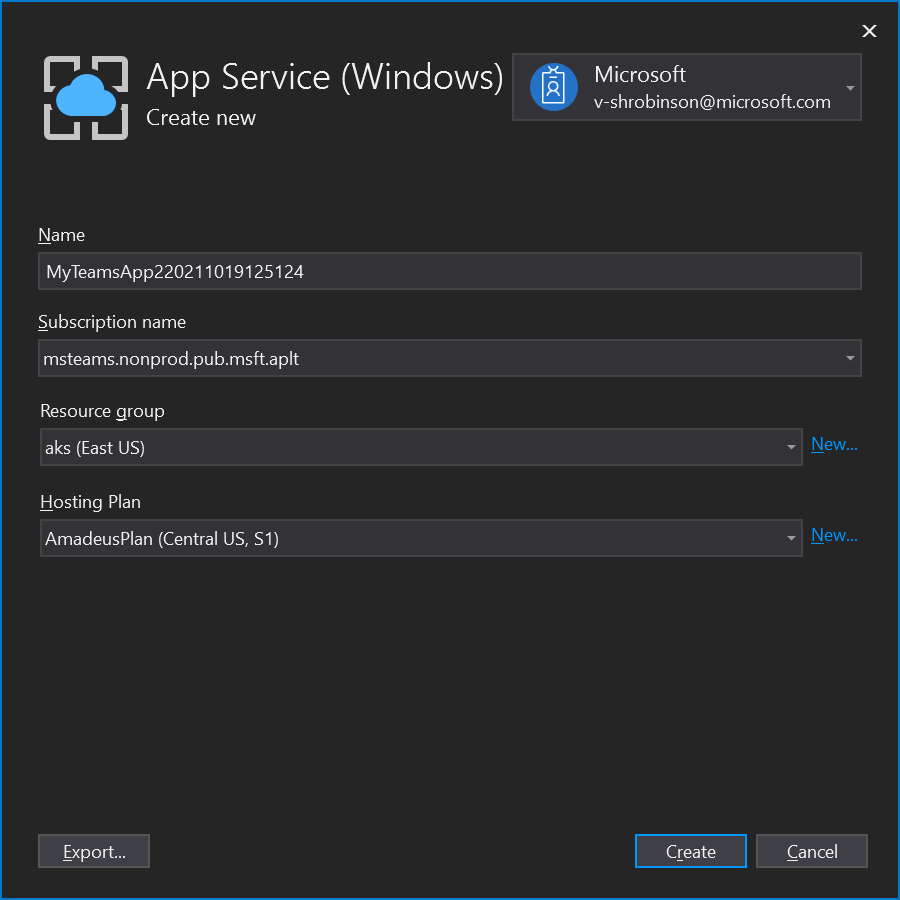 App Service (Windows)
Create new
Microsoft
v-shrobinson@microsoft.com
Name
MyTeamsApp220211019125124
Subscription name
msteams.nonprod.pub.msft.aplt
Resource group
aks (East US)
New...
Hosting Plan
AmadeusPlan (Central US, S1)
New...
Export...
Create
Cancel